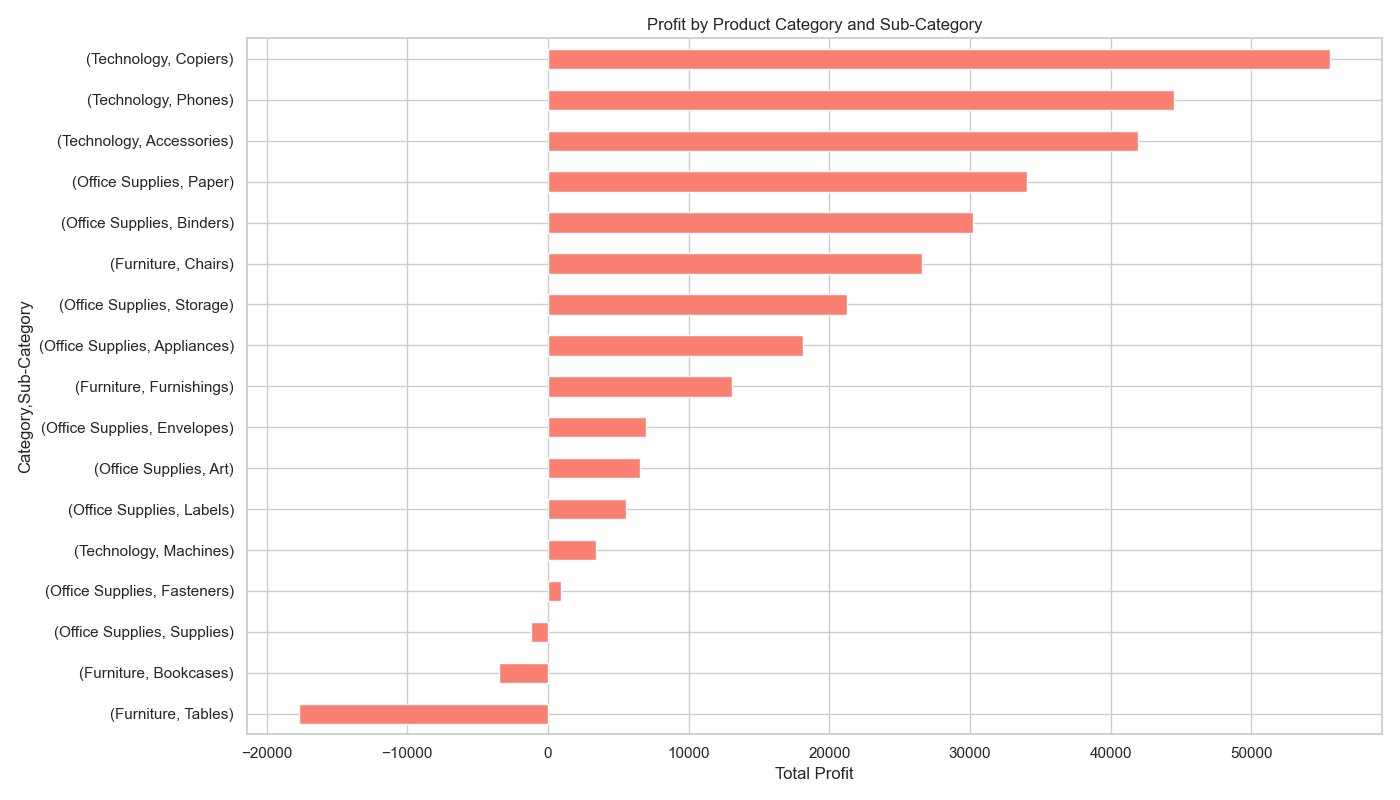 Profit by Product Category and Sub-Category
Category,Sub-Category
(Technology, Copiers)
(Technology, Phones)
(Technology, Accessories)
(Office Supplies, Paper)
(Office Supplies, Binders)
(Furniture, Chairs)
(Office Supplies, Storage)
(Office Supplies, Appliances)
(Furniture, Furnishings)
(Office Supplies, Envelopes)
(Office Supplies, Art)
(Office Supplies, Labels)
(Technology, Machines)
(Office Supplies, Fasteners)
(Office Supplies, Supplies)
(Furniture, Bookcases)
(Furniture, Tables)
−20000 −10000 0 10000 20000 30000 40000 50000
Total Profit